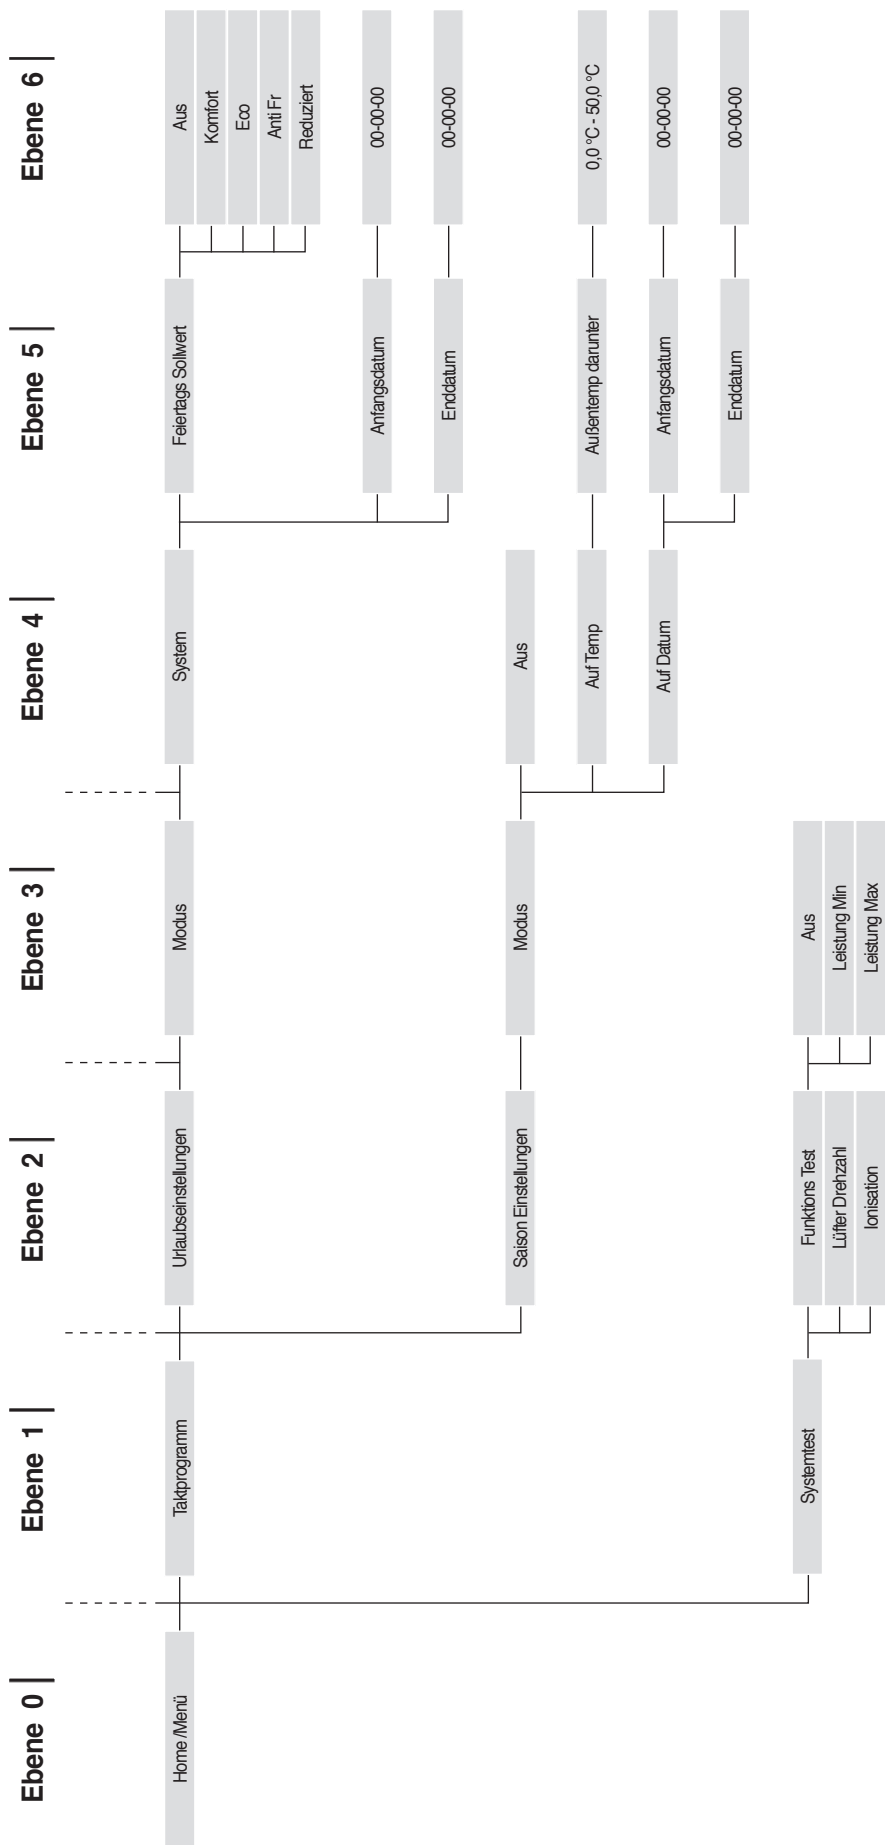 Ebene 0
Ebene 1
Ebene 2
Ebene 3
Ebene 4
Ebene 5
Ebene 6
Home /Menü
Taktprogramm
Urlaubseinstellungen
Modus
System
Feiertags Sollwert
Aus
Komfort
Eco
Anti Fr
Reduziert
Anfangsdatum
00-00-00
Enddatum
00-00-00
Saison Einstellungen
Modus
Aus
Auf Temp
Außentemp darunter
0,0 °C - 50,0 °C
Auf Datum
Anfangsdatum
00-00-00
Enddatum
00-00-00
Systemtest
Funktions Test
Aus
Lüfter Drehzahl
Leistung Min
Ionisation
Leistung Max